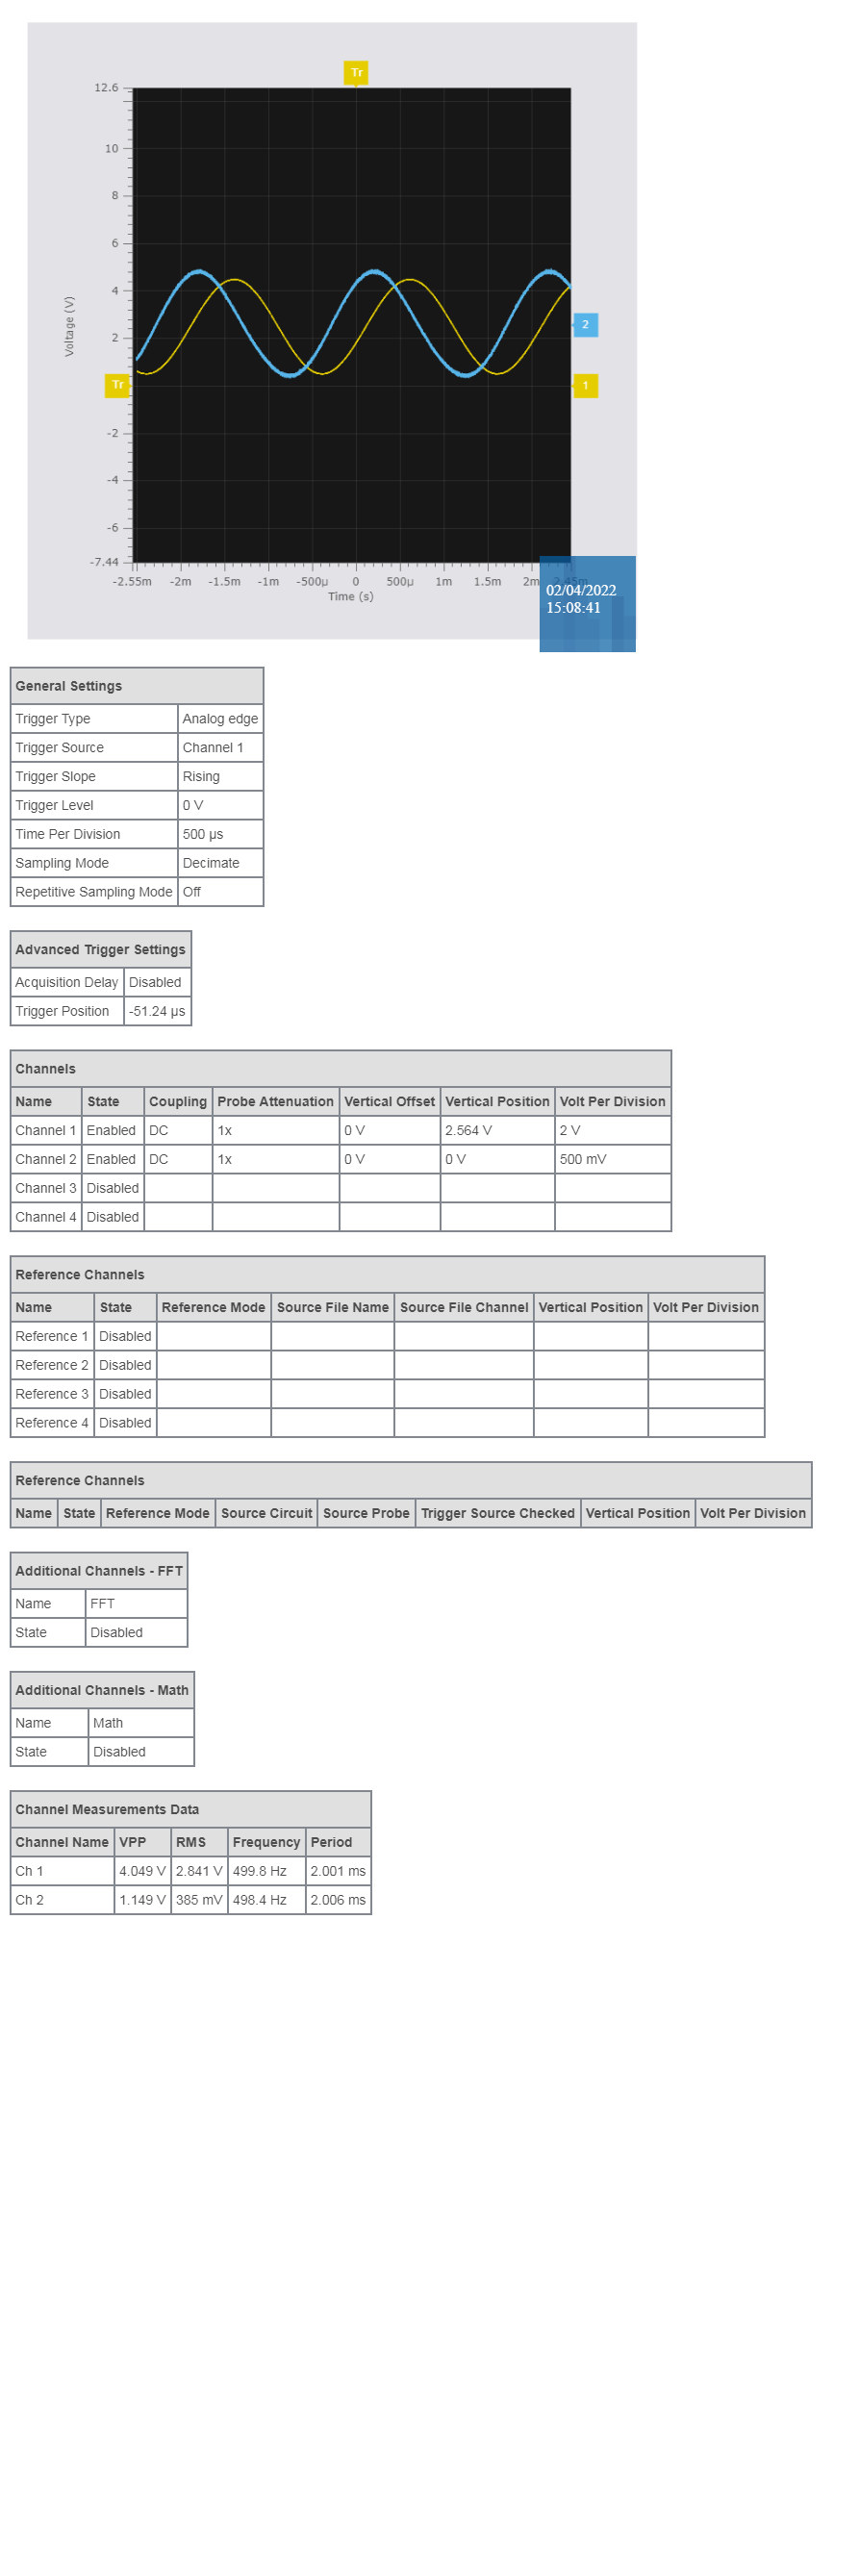 Tr
12.6
10
8
6
4
2
-2
-4
-6
-7.44
Voltage (V)
Tr
2
1
-2.55m -2m -1.5m -1m -500µ 0 500µ 1m 1.5m 2m 2.45m
Time (s)
02/04/2022
15:08:41
General Settings
Trigger Type Analog edge
Trigger Source Channel 1
Trigger Slope Rising
Trigger Level 0 V
Time Per Division 500 µs
Sampling Mode Decimate
Repetitive Sampling Mode Off
Advanced Trigger Settings
Acquisition Delay Disabled
Trigger Position -51.24 µs
Channels
Name State Coupling Probe Attenuation Vertical Offset Vertical Position Volt Per Division
Channel 1 Enabled DC 1x 0 V 2.564 V 2 V
Channel 2 Enabled DC 1x 0 V 0 V 500 mV
Channel 3 Disabled
Channel 4 Disabled
Reference Channels
Name State Reference Mode Source File Name Source File Channel Vertical Position Volt Per Division
Reference 1 Disabled
Reference 2 Disabled
Reference 3 Disabled
Reference 4 Disabled
Reference Channels
Name State Reference Mode Source Circuit Source Probe Trigger Source Checked Vertical Position Volt Per Division
Additional Channels - FFT
Name FFT
State Disabled
Additional Channels - Math
Name Math
State Disabled
Channel Measurements Data
Channel Name VPP RMS Frequency Period
Ch 1 4.049 V 2.841 V 499.8 Hz 2.001 ms
Ch 2 1.149 V 385 mV 498.4 Hz 2.006 ms